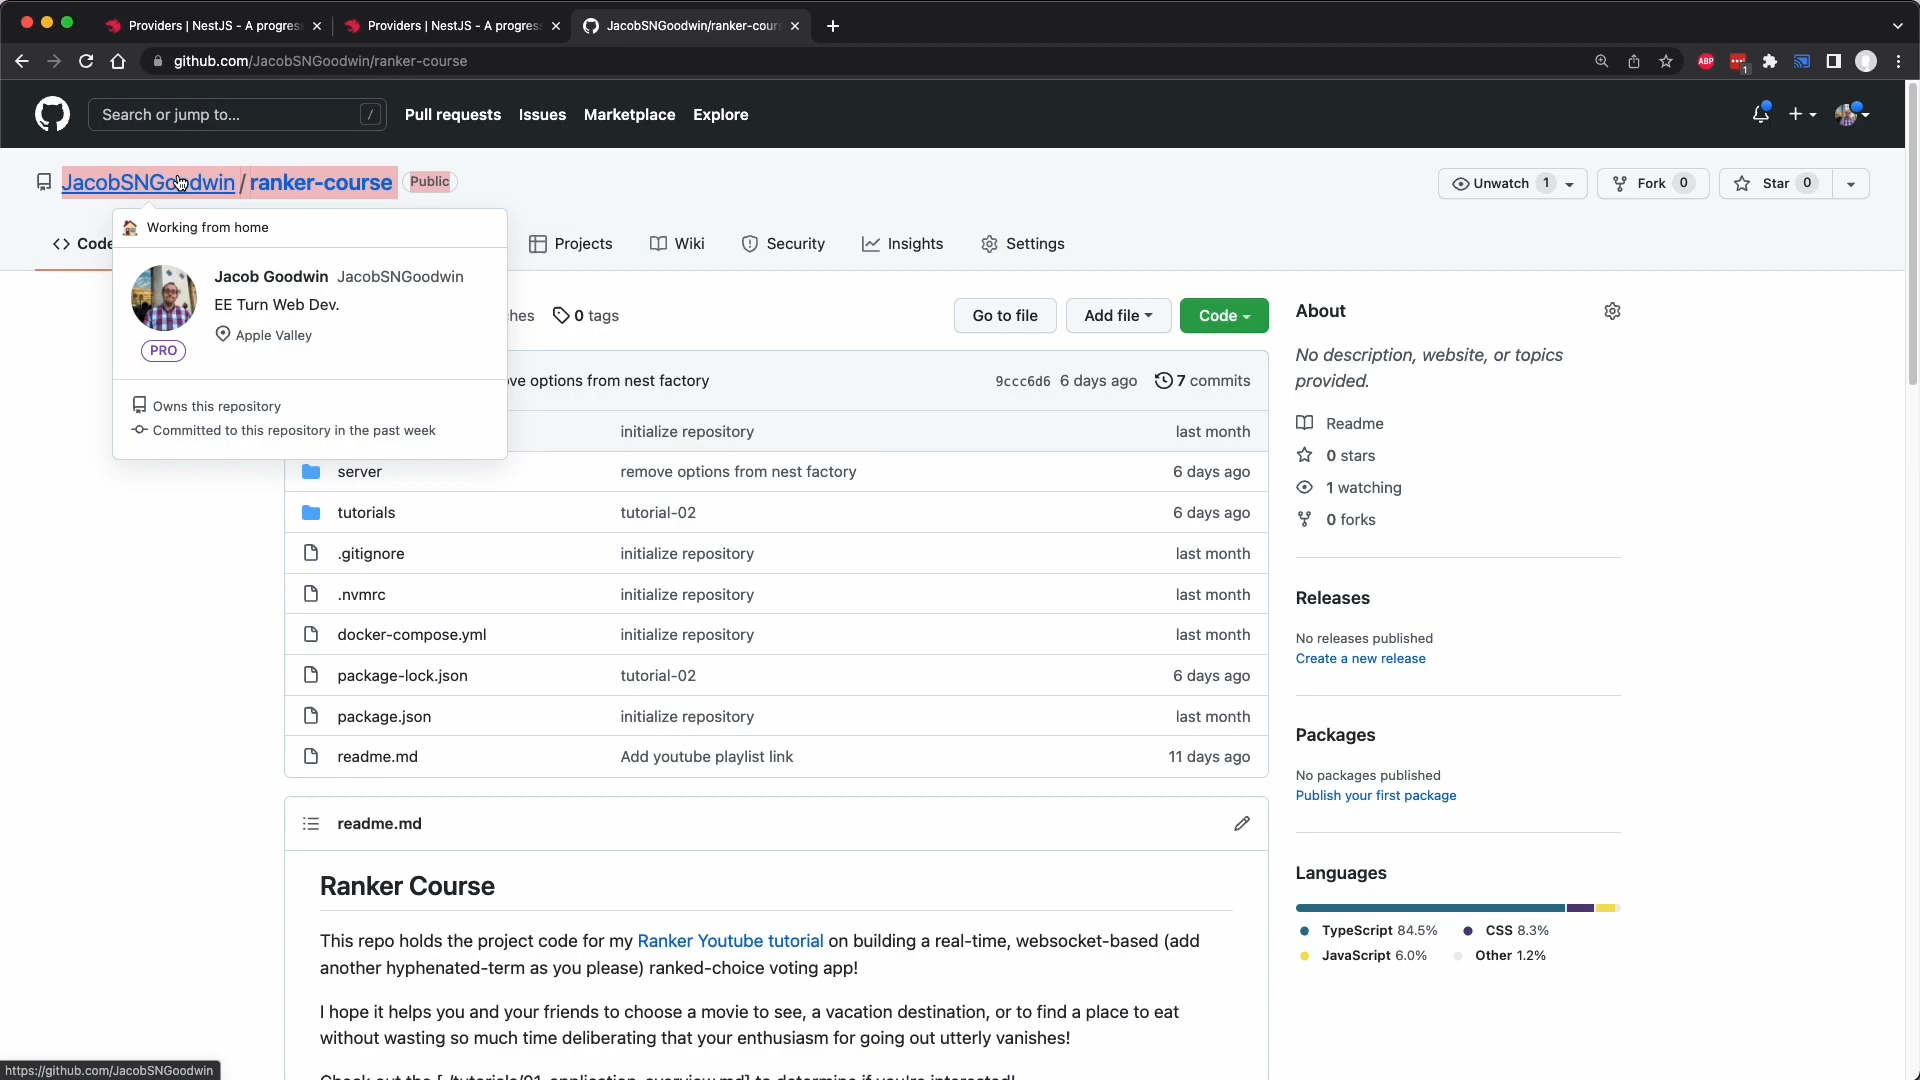 Providers | NestJS - A progres
Providers | NestJS - A progres
JacobSNGoodwin/ranker-cour
github.com/JacobSNGoodwin/ranker-course
ABP
1
Search or jump to...
/
Pull requests
Issues
Marketplace
Explore
JacobSNGoodwin / ranker-course
Public
Unwatch 1
Fork 0
Star 0
Working from home
Code
Projects
Wiki
Security
Insights
Settings
Jacob Goodwin JacobSNGoodwin
EE Turn Web Dev.
Apple Valley
PRO
Owns this repository
Committed to this repository in the past week
0 tags
Go to file
Add file
Code
options from nest factory
9ccc6d6 6 days ago
7 commits
initialize repository
last month
server
remove options from nest factory
6 days ago
tutorials
tutorial-02
6 days ago
.gitignore
initialize repository
last month
.nvmrc
initialize repository
last month
docker-compose.yml
initialize repository
last month
package-lock.json
tutorial-02
6 days ago
package.json
initialize repository
last month
readme.md
Add youtube playlist link
11 days ago
readme.md
Ranker Course
This repo holds the project code for my Ranker Youtube tutorial on building a real-time, websocket-based (add
another hyphenated-term as you please) ranked-choice voting app!
I hope it helps you and your friends to choose a movie to see, a vacation destination, or to find a place to eat
without wasting so much time deliberating that your enthusiasm for going out utterly vanishes!
About
No description, website, or topics
provided.
Readme
0 stars
1 watching
0 forks
Releases
No releases published
Create a new release
Packages
No packages published
Publish your first package
Languages
TypeScript 84.5%
CSS 8.3%
JavaScript 6.0%
Other 1.2%
https://github.com/JacobSNGoodwin